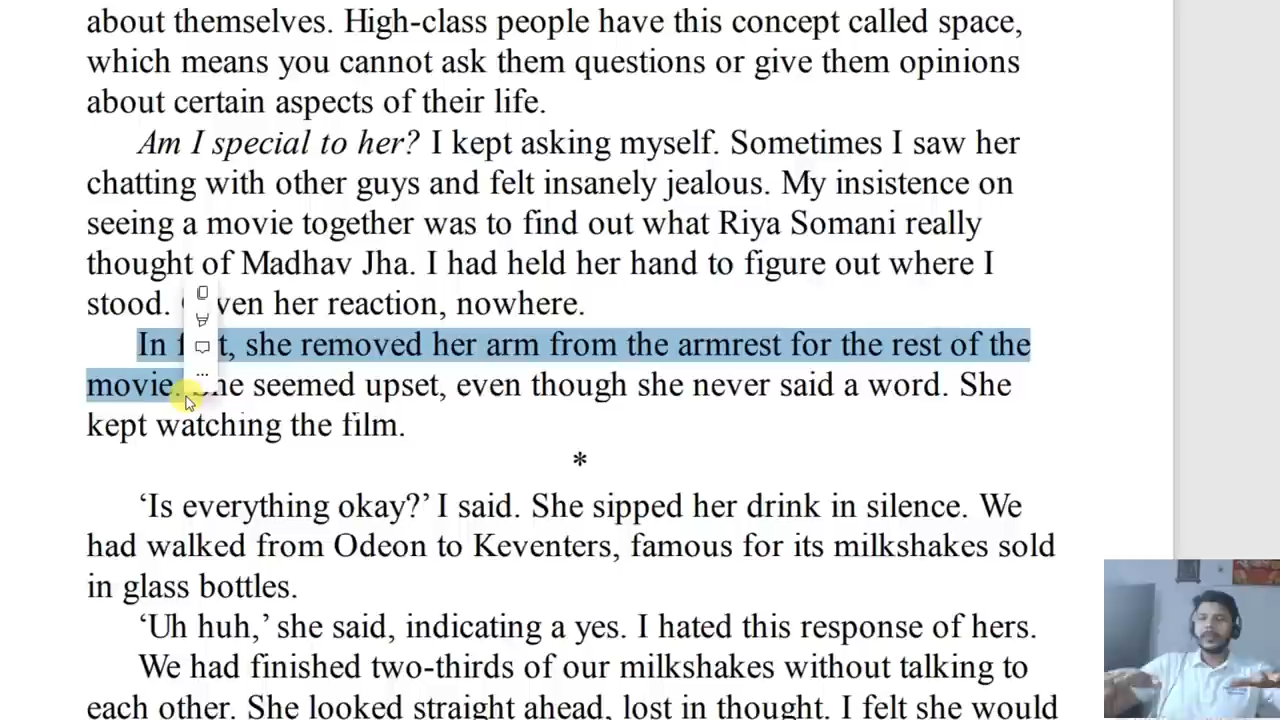 about themselves. High-class people have this concept called space,
which means you cannot ask them questions or give them opinions
about certain aspects of their life.
Am I special to her? I kept asking myself. Sometimes I saw her
chatting with other guys and felt insanely jealous. My insistence on
seeing a movie together was to find out what Riya Somani really
thought of Madhav Jha. I had held her hand to figure out where I
stood. her reaction, nowhere.
In she removed her arm from the armrest for the rest of the
movie. seemed upset, even though she never said a word. She
kept watching the film.
*
‘Is everything okay?’ I said. She sipped her drink in silence. We
had walked from Odeon to Keventers, famous for its milkshakes sold
in glass bottles.
‘Uh huh,’ she said, indicating a yes. I hated this response of hers.
We had finished two-thirds of our milkshakes without talking to
each other. She looked straight ahead, lost in thought. I felt she would